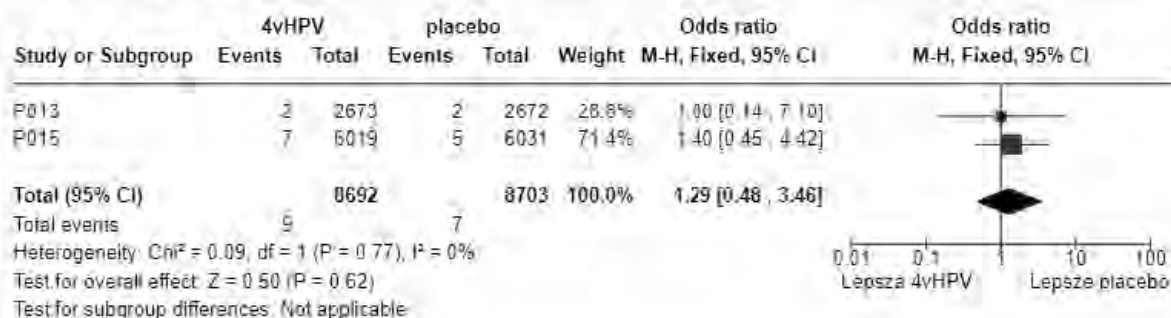 4vHPV placebo Odds ratio Odds ratio
Study or Subgroup Events Total Events Total Weight M-H, Fixed, 95% CI M-H, Fixed, 95% CI
P013 2 2673 2 2672 28.6% 1.00 [0.14 , 7.10]
P015 7 6019 5 6031 71.4% 1.40 [0.45 , 4.42]
Total (95% CI) 8692 8703 100.0% 1.29 [0.48 , 3.46]
Total events 9 7
Heterogeneity: Chi² = 0.09, df = 1 (P = 0.77), I² = 0%
Test for overall effect: Z = 0.50 (P = 0.62)
Test for subgroup differences: Not applicable
0.01 0.1 1 10 100
Lepsza 4vHPV Lepsze placebo